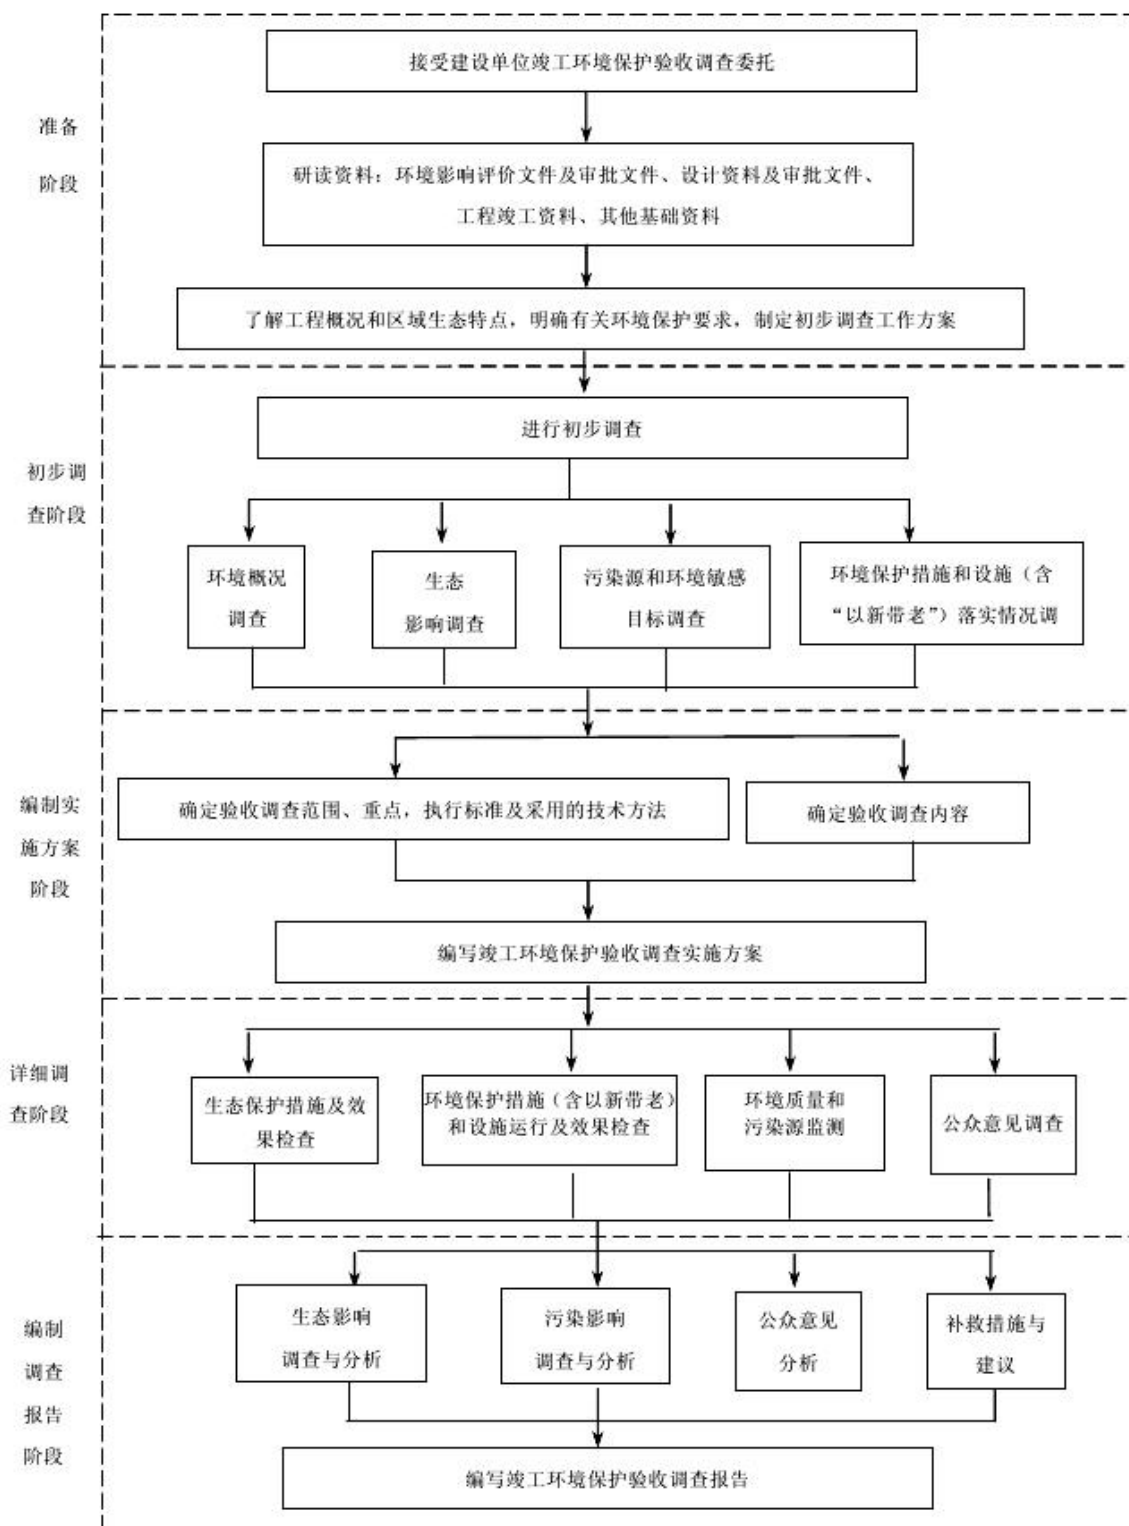 接受建设单位竣工环境保护验收调查委托
准备
阶段
研读资料：环境影响评价文件及审批文件、设计资料及审批文件、
工程竣工资料、其他基础资料
了解工程概况和区域生态特点，明确有关环境保护要求，制定初步调查工作方案
进行初步调查
初步调
查阶段
环境概况
调查
生态
影响调查
污染源和环境敏感
目标调查
环境保护措施和设施（含
“以新带老”）落实情况调
编制实
施方案
阶段
确定验收调查范围、重点，执行标准及采用的技术方法
确定验收调查内容
编写竣工环境保护验收调查实施方案
详细调
查阶段
生态保护措施及效
果检查
环境保护措施（含以新带老）
和设施运行及效果检查
环境质量和
污染源监测
公众意见调查
编制
调查
报告
阶段
生态影响
调查与分析
污染影响
调查与分析
公众意见
分析
补救措施与
建议
编写竣工环境保护验收调查报告